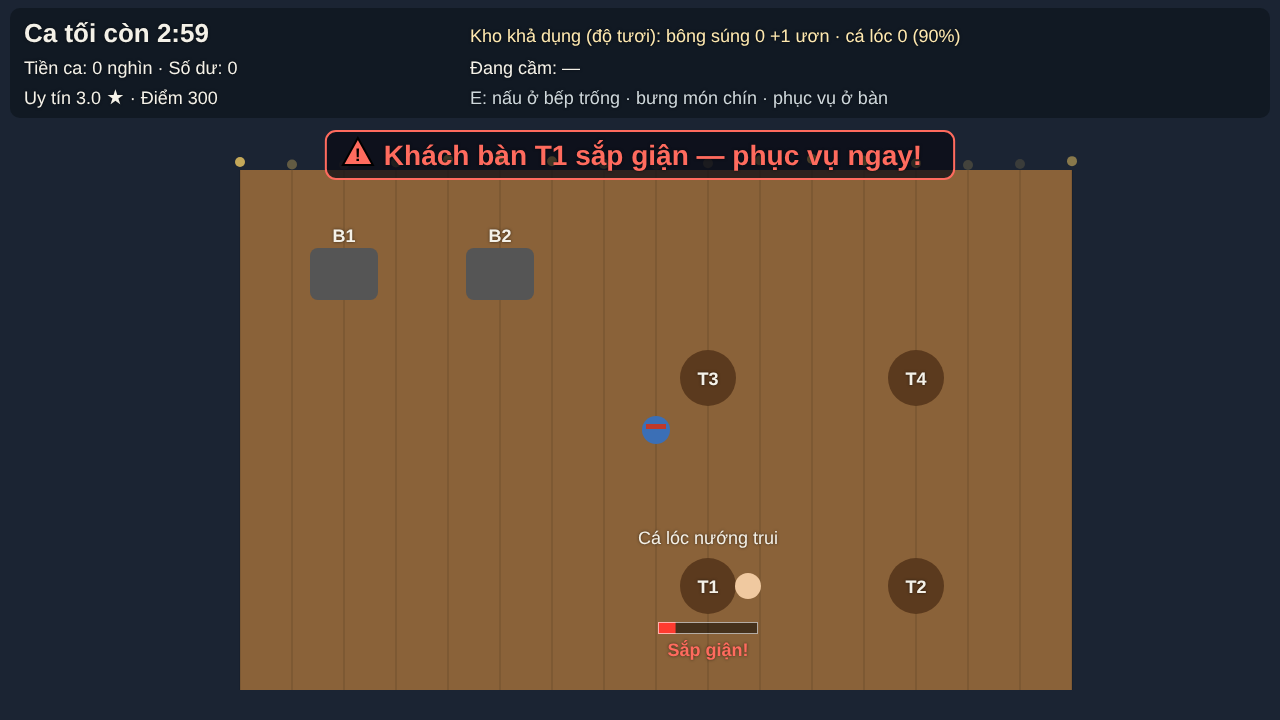 Ca tối còn 2:59
Tiền ca: 0 nghìn · Số dư: 0
Uy tín 3.0 ★ · Điểm 300
Kho khả dụng (độ tươi): bông súng 0 +1 ươn · cá lóc 0 (90%)
Đang cầm: —
E: nấu ở bếp trống · bưng món chín · phục vụ ở bàn
Khách bàn T1 sắp giận — phục vụ ngay!
B1
B2
T3
T4
Cá lóc nướng trui
T1
T2
Sắp giận!